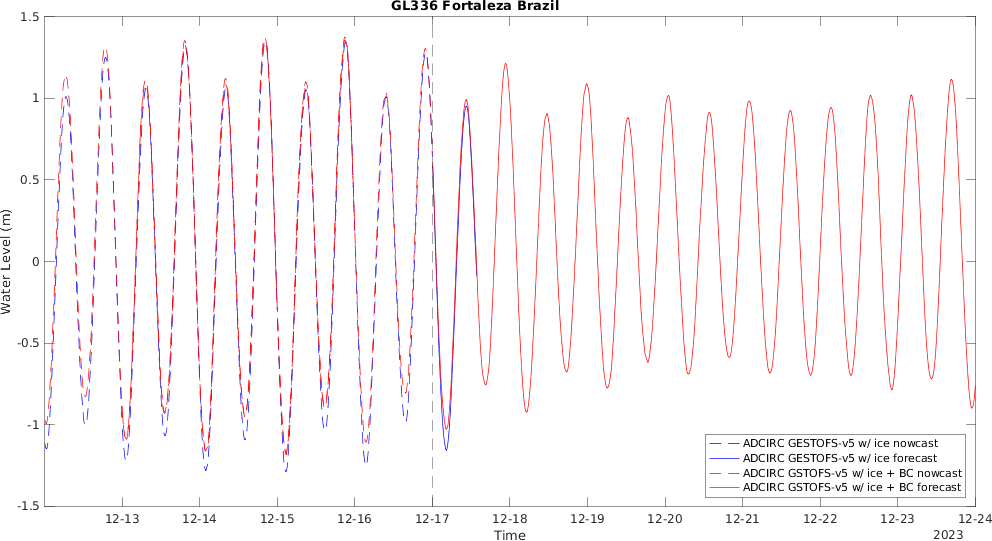 GL336 Fortaleza Brazil
1.5
1
0.5
0
-0.5
-1
-1.5
Water Level (m)
12-13
12-14
12-15
12-16
12-17
12-18
12-19
12-20
12-21
12-22
12-23
12-24
Time
2023
ADCIRC GESTOFS-v5 w/ ice nowcast
ADCIRC GESTOFS-v5 w/ ice forecast
ADCIRC GSTOFS-v5 w/ ice + BC nowcast
ADCIRC GSTOFS-v5 w/ ice + BC forecast